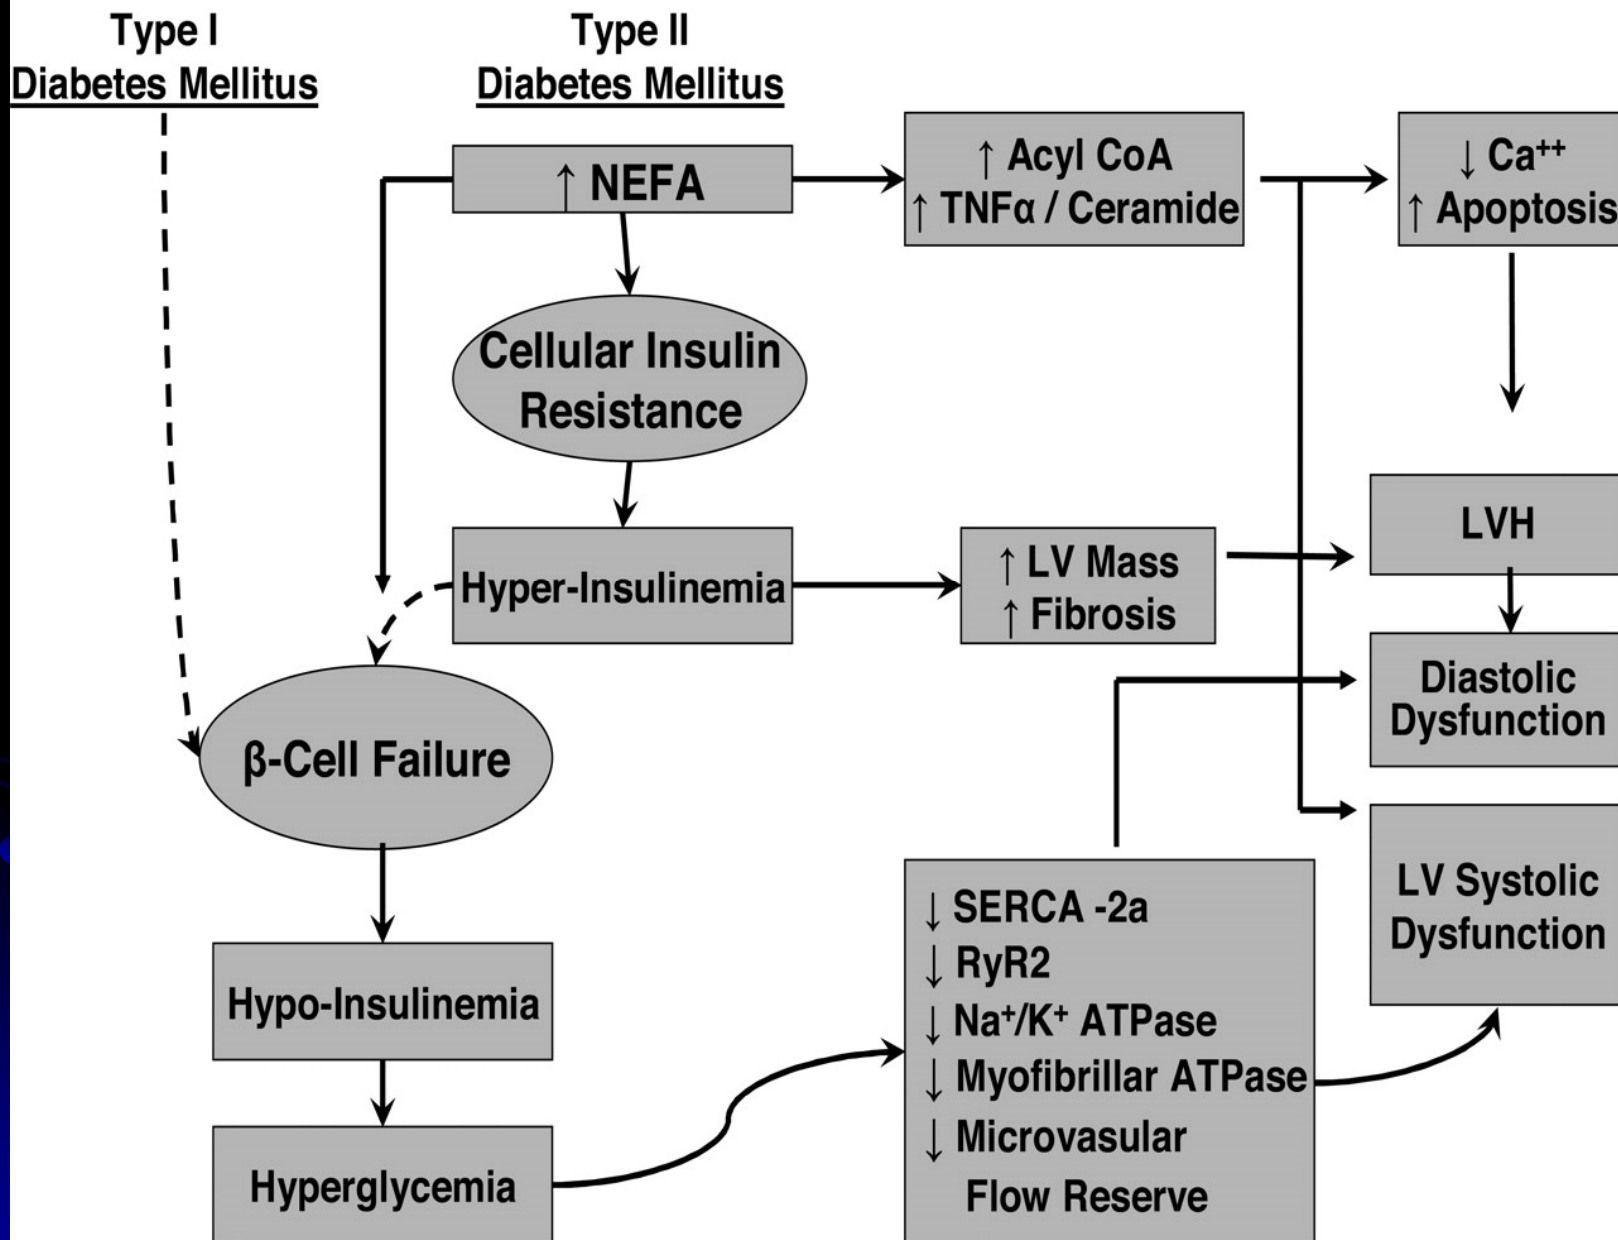 Type I
Diabetes Mellitus
Type II
Diabetes Mellitus
↑ NEFA
↑ Acyl CoA
↑ TNFα / Ceramide
↓ Ca⁺⁺
↑ Apoptosis
Cellular Insulin
Resistance
Hyper-Insulinemia
↑ LV Mass
↑ Fibrosis
LVH
Diastolic
Dysfunction
β-Cell Failure
LV Systolic
Dysfunction
Hypo-Insulinemia
Hyperglycemia
↓ SERCA -2a
↓ RyR2
↓ Na⁺/K⁺ ATPase
↓ Myofibrillar ATPase
↓ Microvasular
Flow Reserve